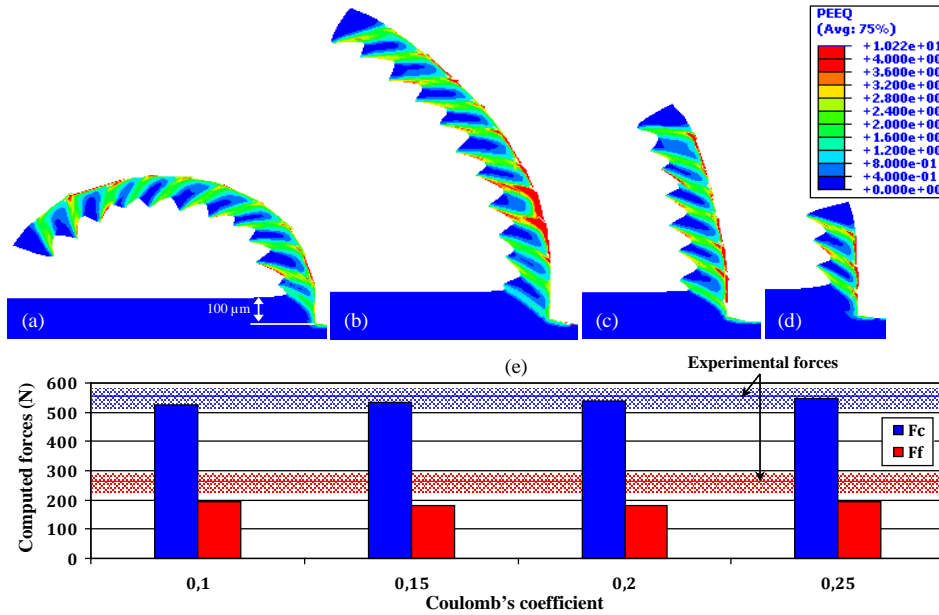 PEEQ
(Avg: 75%)
+1.022e+01
+4.000e+00
+3.600e+00
+3.200e+00
+2.800e+00
+2.400e+00
+2.000e+00
+1.600e+00
+1.200e+00
+8.000e-01
+4.000e-01
+0.000e+00
100 µm
(a)
(b)
(c)
(d)
(e)
Experimental forces
Computed forces (N)
600
500
400
300
200
100
0
Fc
Ff
0,1
0,15
0,2
0,25
Coulomb's coefficient